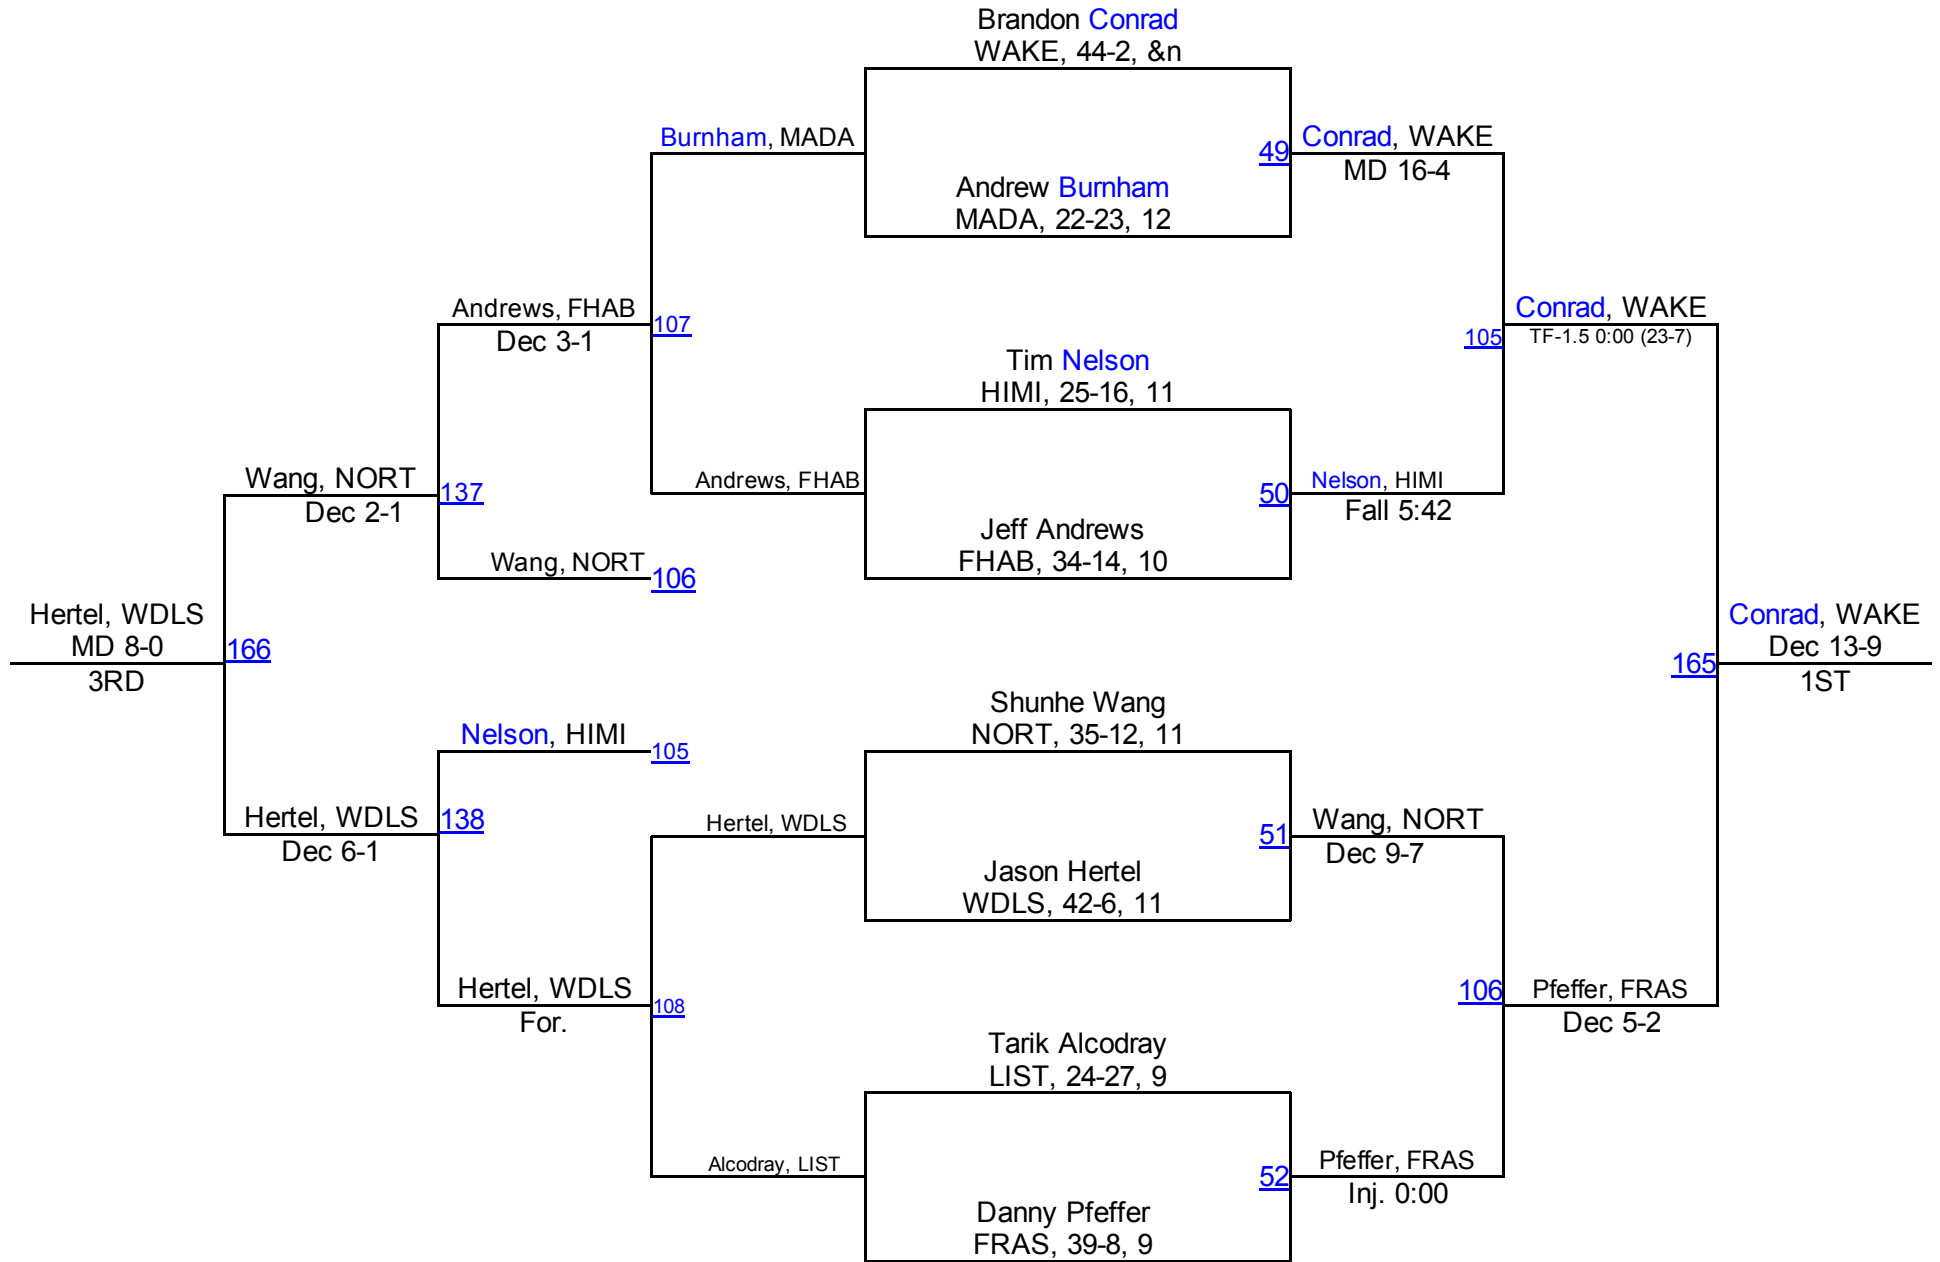 Brandon Conrad
WAKE, 44-2, &n
Burnham, MADA
49
Conrad, WAKE
MD 16-4
Andrew Burnham
MADA, 22-23, 12
Andrews, FHAB
Dec 3-1
107
Conrad, WAKE
TF-1.5 0:00 (23-7)
105
Tim Nelson
HIMI, 25-16, 11
Wang, NORT
Dec 2-1
137
Andrews, FHAB
50
Nelson, HIMI
Fall 5:42
Jeff Andrews
FHAB, 34-14, 10
Wang, NORT
106
Hertel, WDLS
MD 8-0
3RD
166
Conrad, WAKE
Dec 13-9
1ST
165
Shunhe Wang
NORT, 35-12, 11
Nelson, HIMI
105
Hertel, WDLS
Dec 6-1
138
Hertel, WDLS
51
Wang, NORT
Dec 9-7
Jason Hertel
WDLS, 42-6, 11
Hertel, WDLS
For.
108
106
Pfeffer, FRAS
Dec 5-2
Tarik Alcodray
LIST, 24-27, 9
Alcodray, LIST
52
Pfeffer, FRAS
Inj. 0:00
Danny Pfeffer
FRAS, 39-8, 9